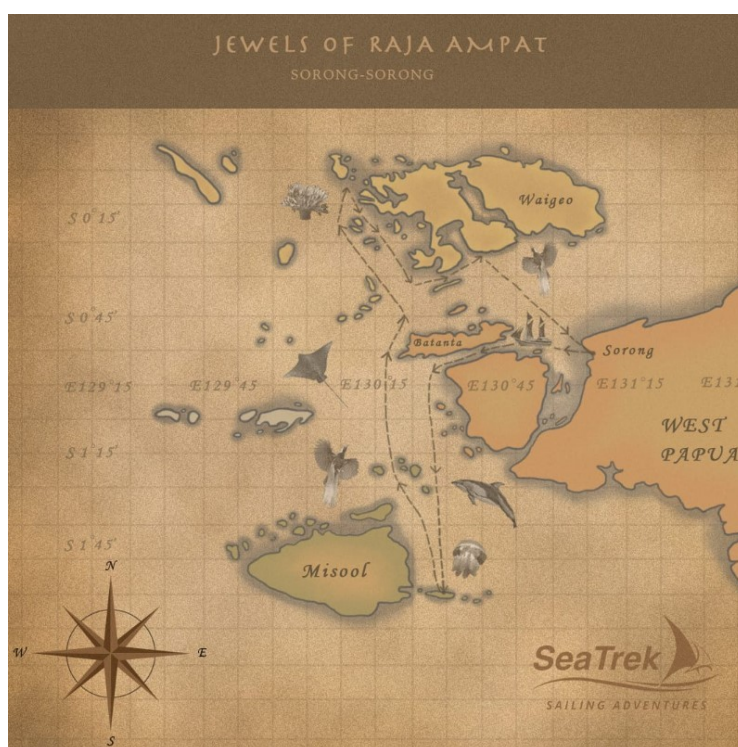 JEWELS OF RAJA AMPAT
SORONG-SORONG
Waigeo
S 0°15'
S 0°45'
Batanta
Sorong
E129°15
E129°45
E130°15
E130°45
E131°15
WEST
PAPUA
S 1°15'
S 1°45'
Misool
N
W
E
S
SeaTrek
SAILING ADVENTURES